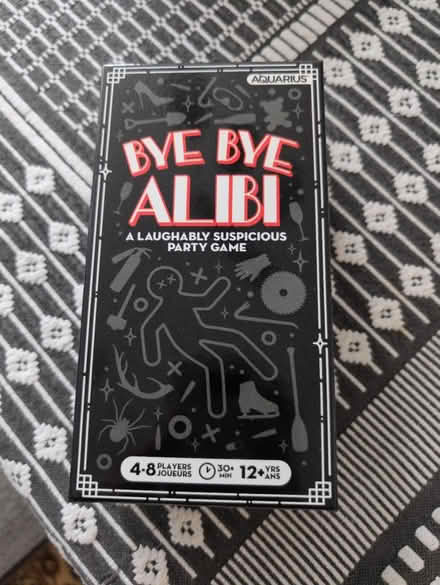 AQUARIUS
BYE BYE
ALIBI
A LAUGHABLY SUSPICIOUS
PARTY GAME
4-8 PLAYERS JOUEURS 30+ MIN 12+ YRS ANS